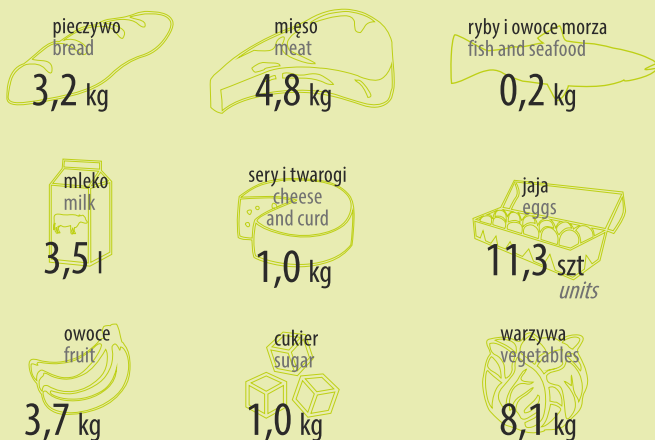 pieczywo
bread
3,2 kg
mięso
meat
4,8 kg
ryby i owoce morza
fish and seafood
0,2 kg
mleko
milk
3,5 l
sery i twarogi
cheese
and curd
1,0 kg
jaja
eggs
11,3 szt
units
owoce
fruit
3,7 kg
cukier
sugar
1,0 kg
warzywa
vegetables
8,1 kg